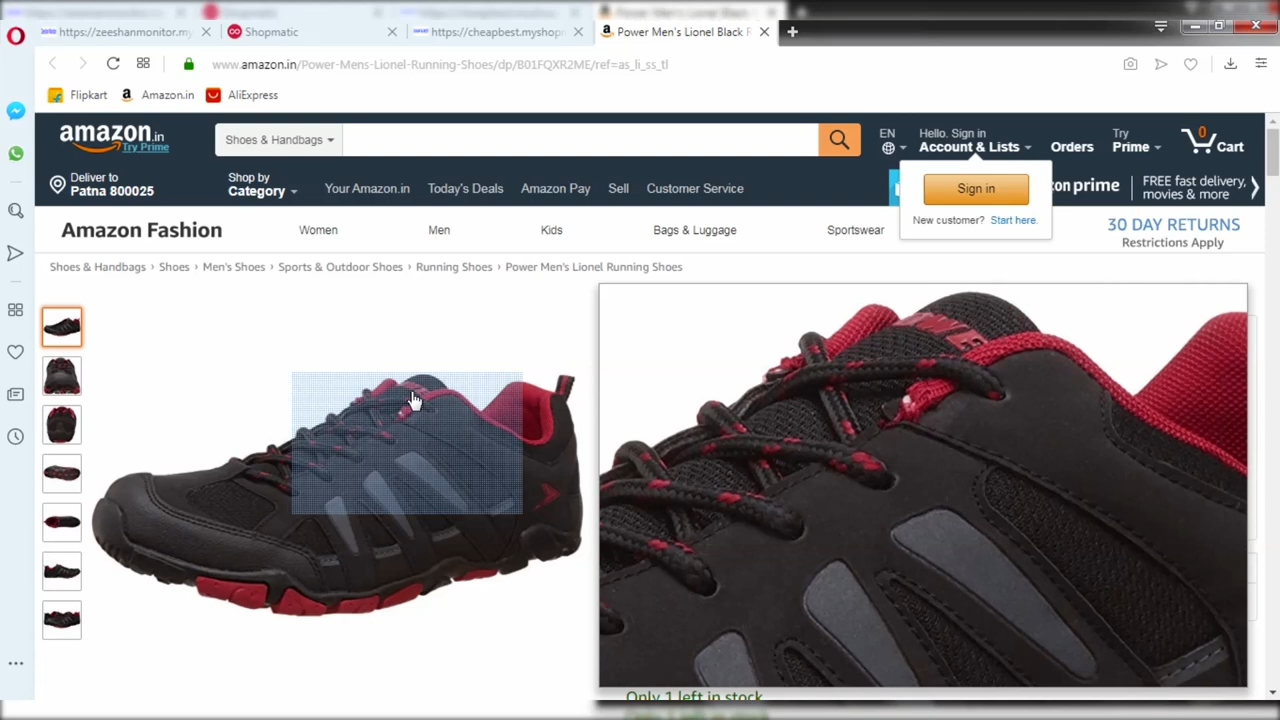 https://zeeshanmonitor.my
Shopmatic
https://cheapbest.myshopr
Power Men's Lionel Black R
www.amazon.in/Power-Mens-Lionel-Running-Shoes/dp/B01FQXR2ME/ref=as_li_ss_tl
Flipkart
Amazon.in
AliExpress
amazon.in
Try Prime
Shoes & Handbags
EN
Hello. Sign in
Account & Lists
Orders
Try
Prime
0
Cart
Deliver to
Patna 800025
Shop by
Category
Your Amazon.in
Today's Deals
Amazon Pay
Sell
Customer Service
Sign in
New customer? Start here.
on prime
FREE fast delivery,
movies & more
Amazon Fashion
Women
Men
Kids
Bags & Luggage
Sportswear
30 DAY RETURNS
Restrictions Apply
Shoes & Handbags › Shoes › Men's Shoes › Sports & Outdoor Shoes › Running Shoes › Power Men's Lionel Running Shoes
Only 1 left in stock